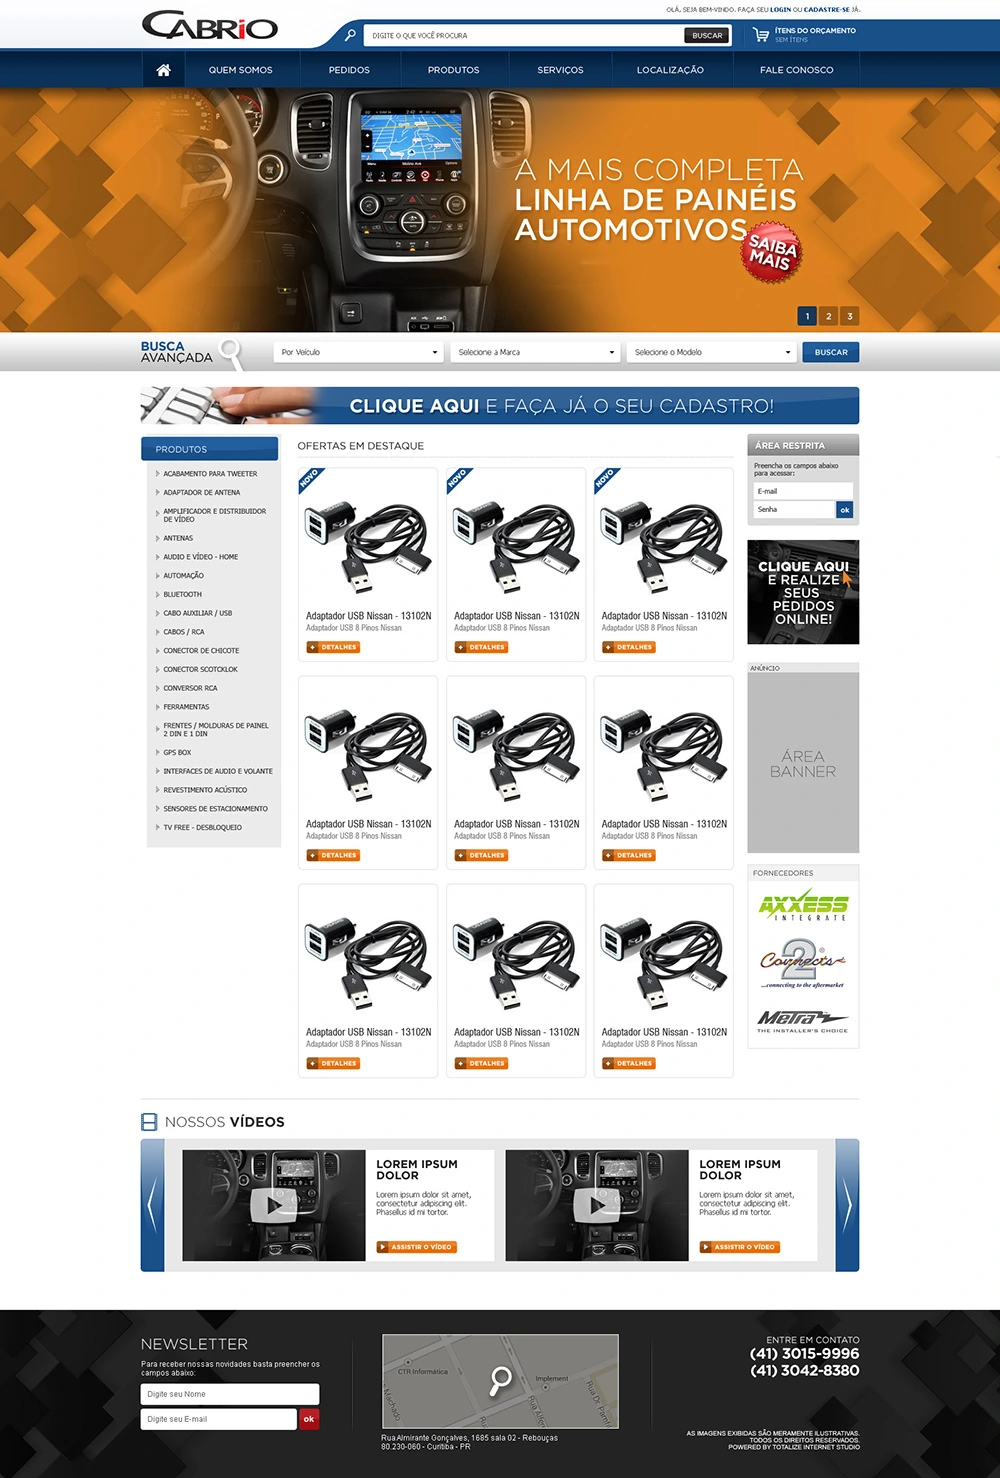 OLÁ, SEJA BEM-VINDO. FAÇA SEU LOGIN OU CADASTRE-SE JÁ.
CABRiO
DIGITE O QUE VOCÊ PROCURA
BUSCAR
ÍTENS DO ORÇAMENTO
SEM ÍTENS
QUEM SOMOS
PEDIDOS
PRODUTOS
SERVIÇOS
LOCALIZAÇÃO
FALE CONOSCO
A MAIS COMPLETA
LINHA DE PAINÉIS
AUTOMOTIVOS
SAIBA
MAIS
1 2 3
BUSCA
AVANÇADA
Por Veículo
Selecione a Marca
Selecione o Modelo
BUSCAR
CLIQUE AQUI E FAÇA JÁ O SEU CADASTRO!
PRODUTOS
ACABAMENTO PARA TWEETER
ADAPTADOR DE ANTENA
AMPLIFICADOR E DISTRIBUIDOR
DE VÍDEO
ANTENAS
AUDIO E VÍDEO - HOME
AUTOMAÇÃO
BLUETOOTH
CABO AUXILIAR / USB
CABOS / RCA
CONECTOR DE CHICOTE
CONECTOR SCOTCKLOK
CONVERSOR RCA
FERRAMENTAS
FRENTES / MOLDURAS DE PAINEL
2 DIN E 1 DIN
GPS BOX
INTERFACES DE AUDIO E VOLANTE
REVESTIMENTO ACÚSTICO
SENSORES DE ESTACIONAMENTO
TV FREE - DESBLOQUEIO
OFERTAS EM DESTAQUE
NOVO
NOVO
NOVO
Adaptador USB Nissan - 13102N
Adaptador USB 8 Pinos Nissan
+ DETALHES
Adaptador USB Nissan - 13102N
Adaptador USB 8 Pinos Nissan
+ DETALHES
Adaptador USB Nissan - 13102N
Adaptador USB 8 Pinos Nissan
+ DETALHES
Adaptador USB Nissan - 13102N
Adaptador USB 8 Pinos Nissan
+ DETALHES
Adaptador USB Nissan - 13102N
Adaptador USB 8 Pinos Nissan
+ DETALHES
Adaptador USB Nissan - 13102N
Adaptador USB 8 Pinos Nissan
+ DETALHES
Adaptador USB Nissan - 13102N
Adaptador USB 8 Pinos Nissan
+ DETALHES
Adaptador USB Nissan - 13102N
Adaptador USB 8 Pinos Nissan
+ DETALHES
Adaptador USB Nissan - 13102N
Adaptador USB 8 Pinos Nissan
+ DETALHES
ÁREA RESTRITA
Preencha os campos abaixo
para acessar:
E-mail
Senha
ok
CLIQUE AQUI
E REALIZE
SEUS
PEDIDOS
ONLINE!
ANÚNCIO
ÁREA
BANNER
FORNECEDORES
AXXESS
INTEGRATE
Connects 2
...connecting to the aftermarket
METRA
THE INSTALLER'S CHOICE
NOSSOS VÍDEOS
LOREM IPSUM
DOLOR
Lorem ipsum dolor sit amet,
consectetur adipiscing elit.
Phasellus id mi tortor.
ASSISTIR O VÍDEO
LOREM IPSUM
DOLOR
Lorem ipsum dolor sit amet,
consectetur adipiscing elit.
Phasellus id mi tortor.
ASSISTIR O VÍDEO
NEWSLETTER
Para receber nossas novidades basta preencher os
campos abaixo:
Digite seu Nome
Digite seu E-mail
ok
CTR Informática
Implement
Rua Almirante Gonçalves, 1685 sala 02 - Rebouças
80.230-060 - Curitiba - PR
ENTRE EM CONTATO
(41) 3015-9996
(41) 3042-8380
AS IMAGENS EXIBIDAS SÃO MERAMENTE ILUSTRATIVAS.
TODOS OS DIREITOS RESERVADOS.
POWERED BY TOTALIZE INTERNET STUDIO